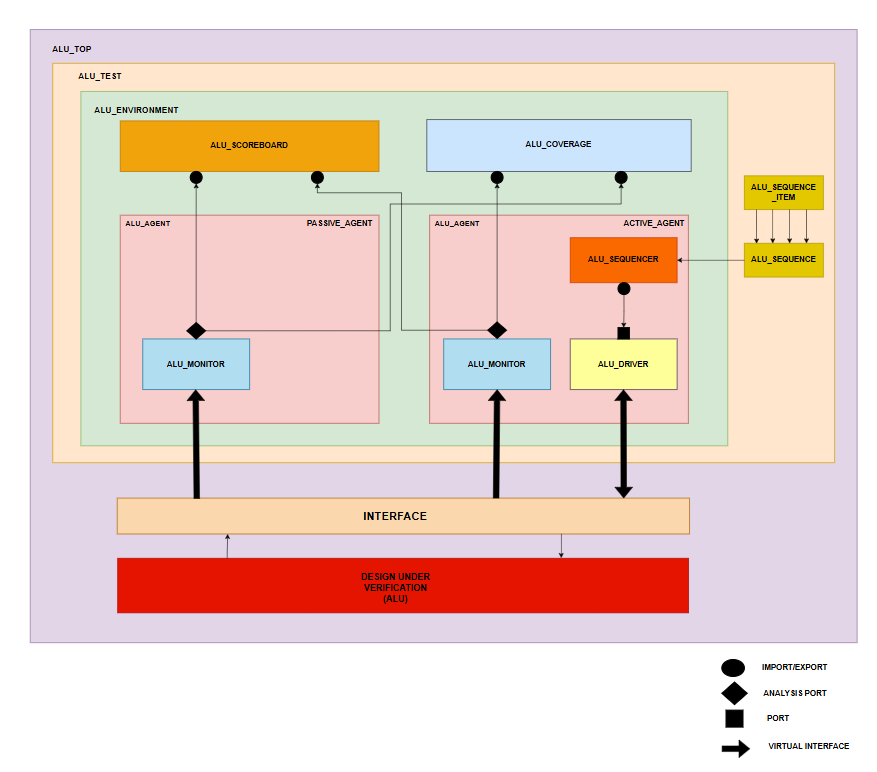 ALU_TOP
ALU_TEST
ALU_ENVIRONMENT
ALU_SCOREBOARD
ALU_COVERAGE
ALU_SEQUENCE
_ITEM
ALU_AGENT
PASSIVE_AGENT
ALU_AGENT
ACTIVE_AGENT
ALU_SEQUENCER
ALU_SEQUENCE
ALU_MONITOR
ALU_MONITOR
ALU_DRIVER
INTERFACE
DESIGN UNDER
VERIFICATION
(ALU)
IMPORT/EXPORT
ANALYSIS PORT
PORT
VIRTUAL INTERFACE